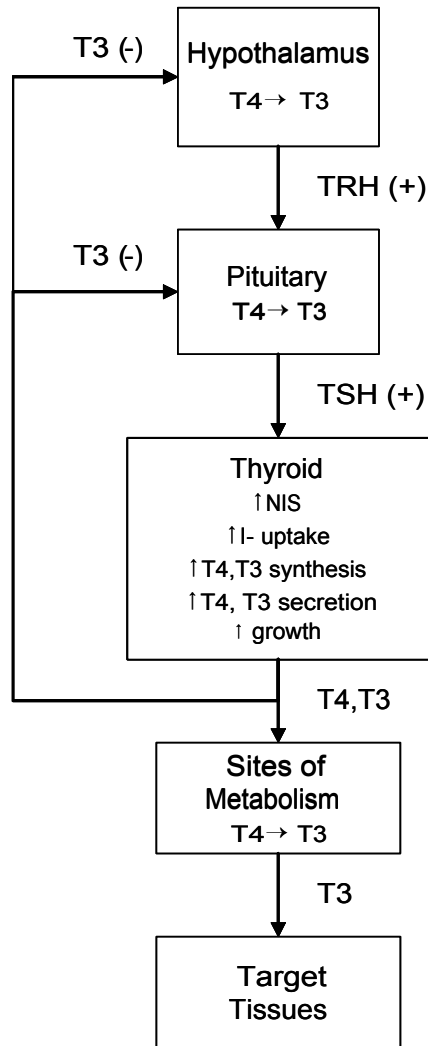 T3 (-)
Hypothalamus
T4→ T3
TRH (+)
T3 (-)
Pituitary
T4→ T3
TSH (+)
Thyroid
↑NIS
↑I- uptake
↑T4,T3 synthesis
↑T4, T3 secretion
↑ growth
T4,T3
Sites of
Metabolism
T4→ T3
T3
Target
Tissues